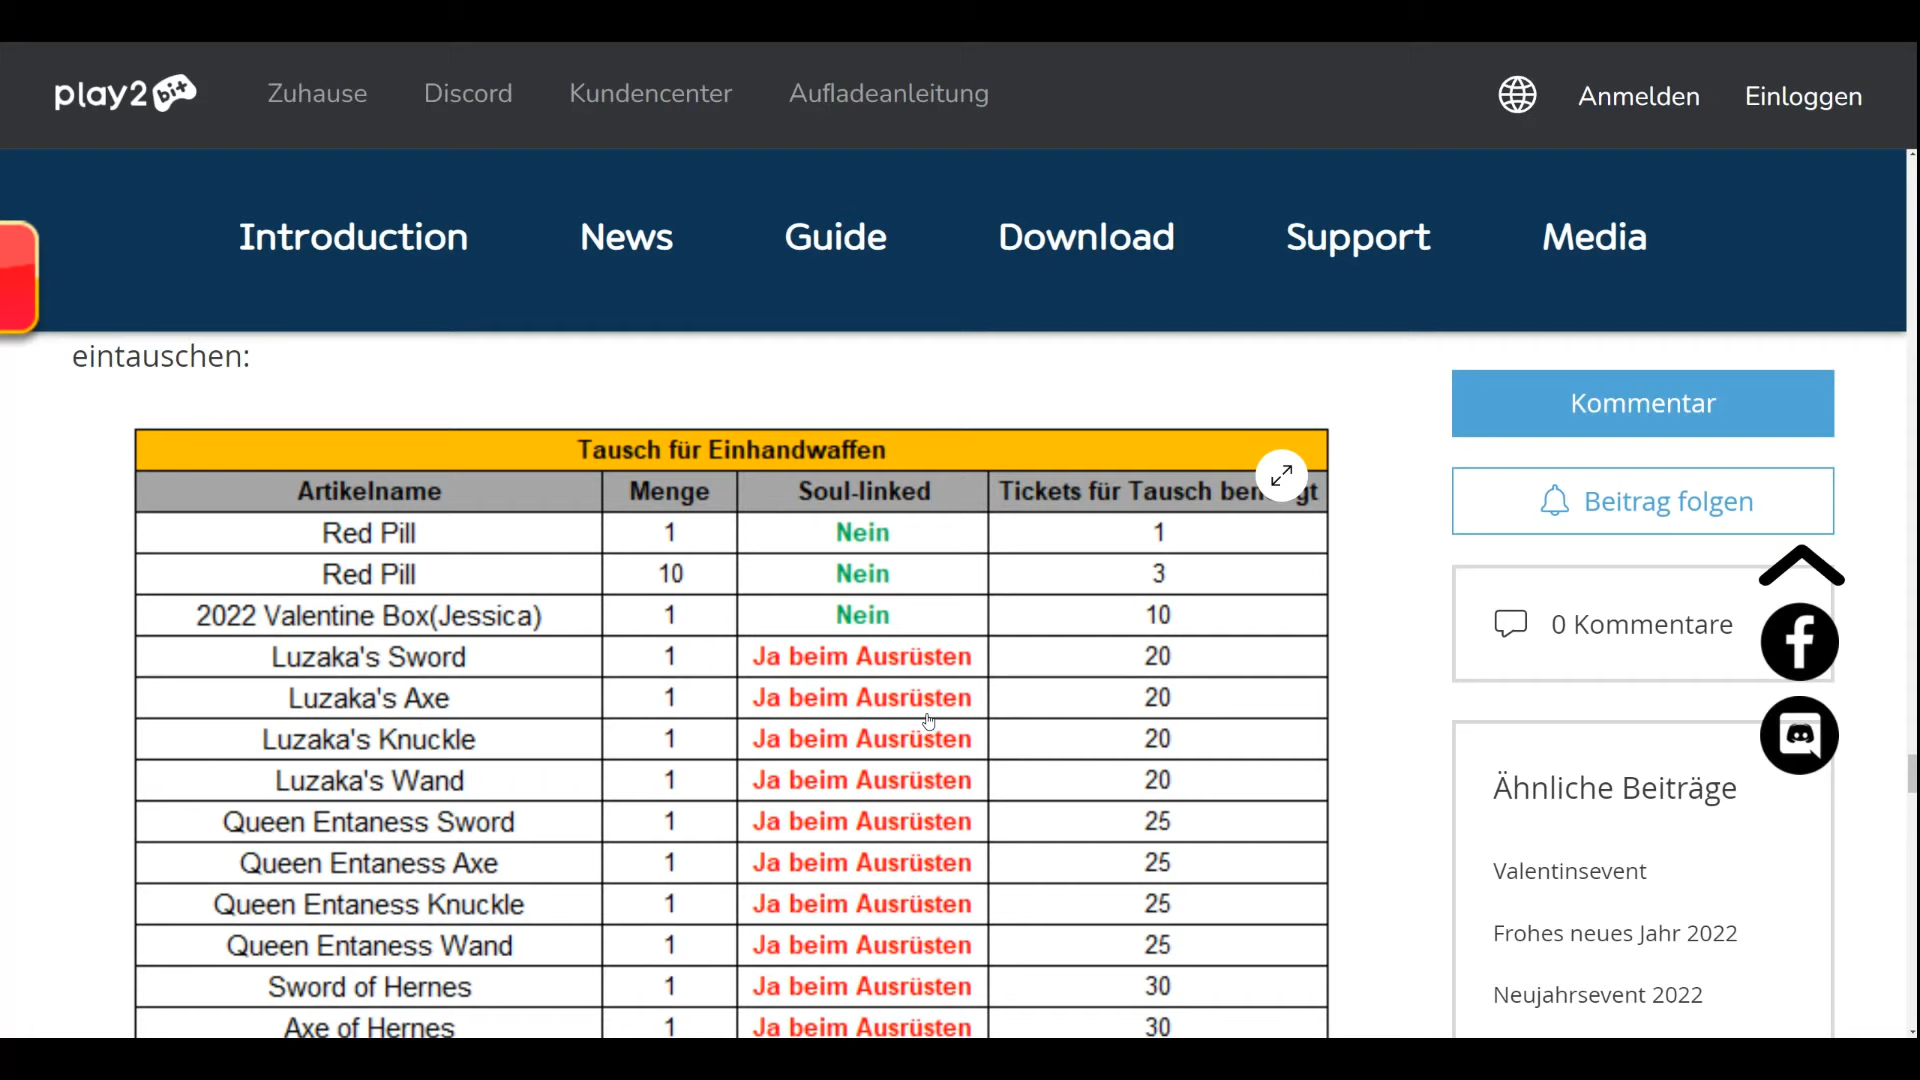 play2bit Zuhause Discord Kundencenter Aufladeanleitung Anmelden Einloggen
Introduction News Guide Download Support Media
eintauschen:
Tausch für Einhandwaffen
Artikelname Menge Soul-linked Tickets für Tausch ben gt
Red Pill 1 Nein 1
Red Pill 10 Nein 3
2022 Valentine Box(Jessica) 1 Nein 10
Luzaka's Sword 1 Ja beim Ausrüsten 20
Luzaka's Axe 1 Ja beim Ausrüsten 20
Luzaka's Knuckle 1 Ja beim Ausrüsten 20
Luzaka's Wand 1 Ja beim Ausrüsten 20
Queen Entaness Sword 1 Ja beim Ausrüsten 25
Queen Entaness Axe 1 Ja beim Ausrüsten 25
Queen Entaness Knuckle 1 Ja beim Ausrüsten 25
Queen Entaness Wand 1 Ja beim Ausrüsten 25
Sword of Hernes 1 Ja beim Ausrüsten 30
Axe of Hernes 1 Ja beim Ausrüsten 30
Kommentar
Beitrag folgen
0 Kommentare
Ähnliche Beiträge
Valentinsevent
Frohes neues Jahr 2022
Neujahrsevent 2022